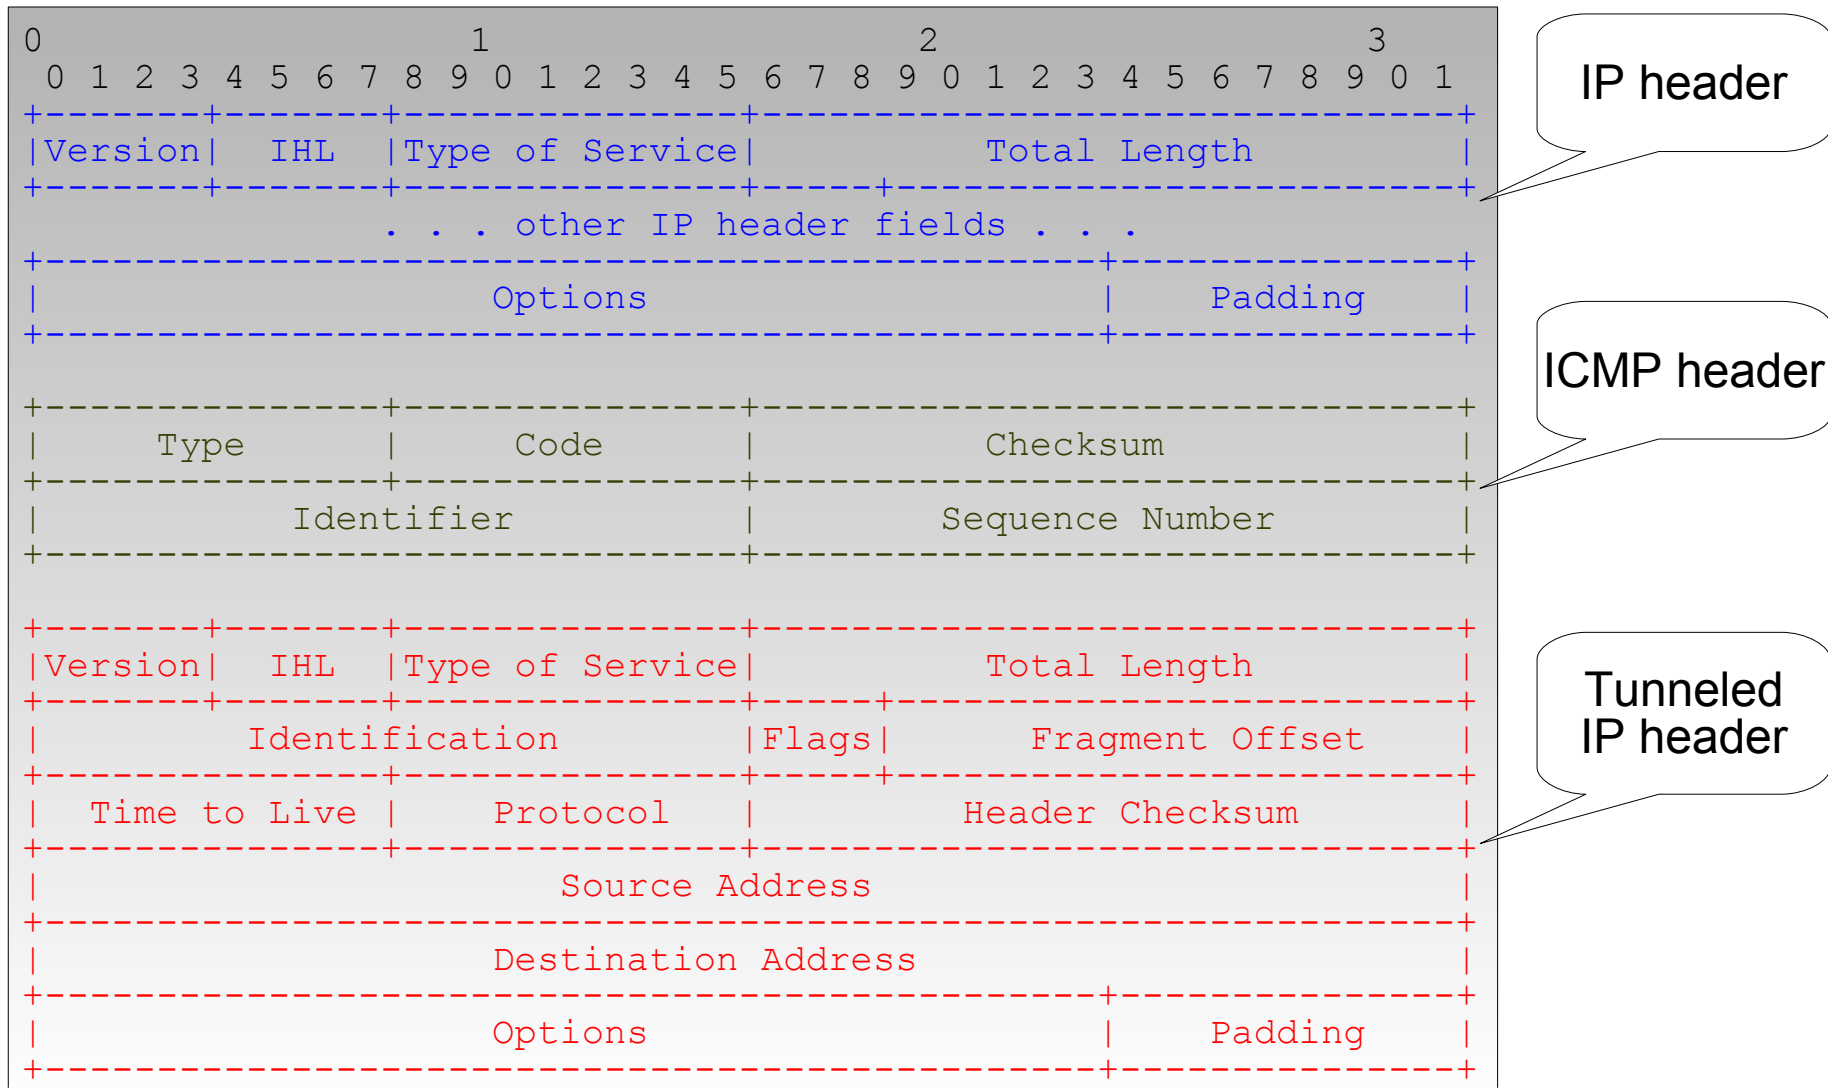 0                   1                   2                   3
 0 1 2 3 4 5 6 7 8 9 0 1 2 3 4 5 6 7 8 9 0 1 2 3 4 5 6 7 8 9 0 1
+-------+-------+---------------+-------------------------------+
|Version|  IHL  |Type of Service|          Total Length         |
+-------+-------+---------------+-----+-------------------------+
                . . . other IP header fields . . .
+-----------------------------------------------+---------------+
|                    Options                    |    Padding    |
+-----------------------------------------------+---------------+
IP header
+---------------+---------------+-------------------------------+
|     Type      |     Code      |          Checksum             |
+---------------+---------------+-------------------------------+
|           Identifier          |        Sequence Number        |
+-------------------------------+-------------------------------+
ICMP header
+-------+-------+---------------+-------------------------------+
|Version|  IHL  |Type of Service|          Total Length         |
+-------+-------+---------------+-----+-------------------------+
|         Identification        |Flags|      Fragment Offset    |
+---------------+---------------+-----+-------------------------+
|  Time to Live |    Protocol   |         Header Checksum       |
+---------------+---------------+-------------------------------+
|                       Source Address                          |
+---------------------------------------------------------------+
|                    Destination Address                        |
+-----------------------------------------------+---------------+
|                    Options                    |    Padding    |
+-----------------------------------------------+---------------+
Tunneled
IP header